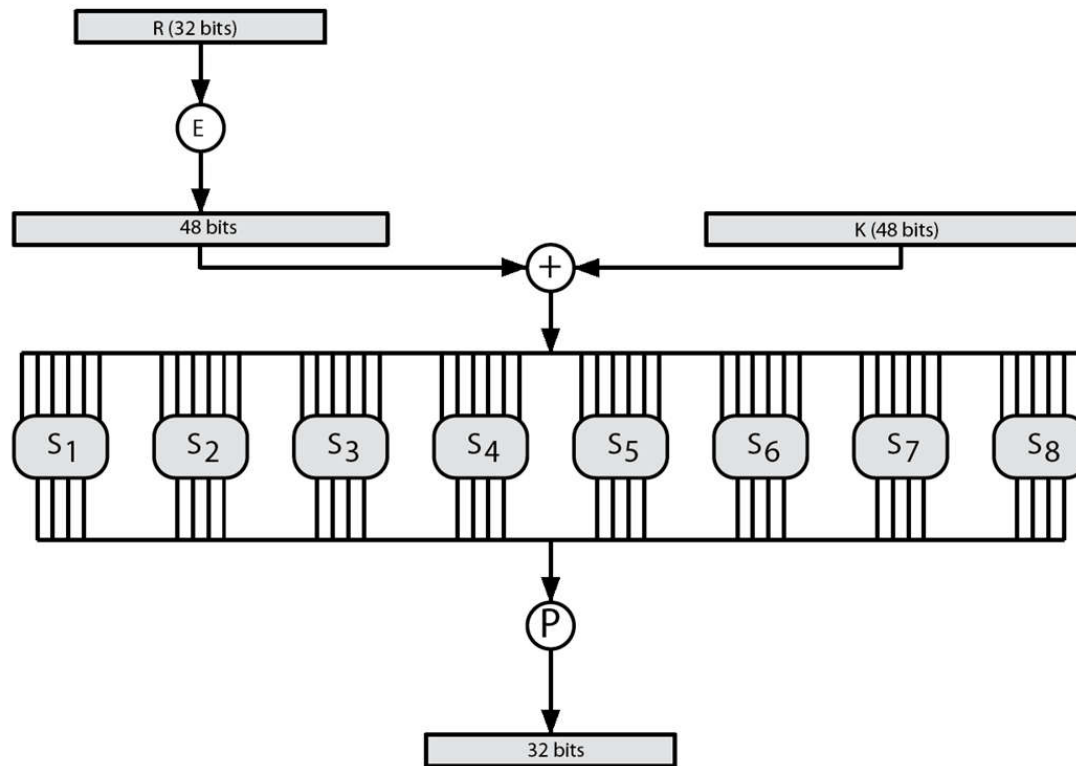 R (32 bits)
E
48 bits
K (48 bits)
+
S1 S2 S3 S4 S5 S6 S7 S8
P
32 bits